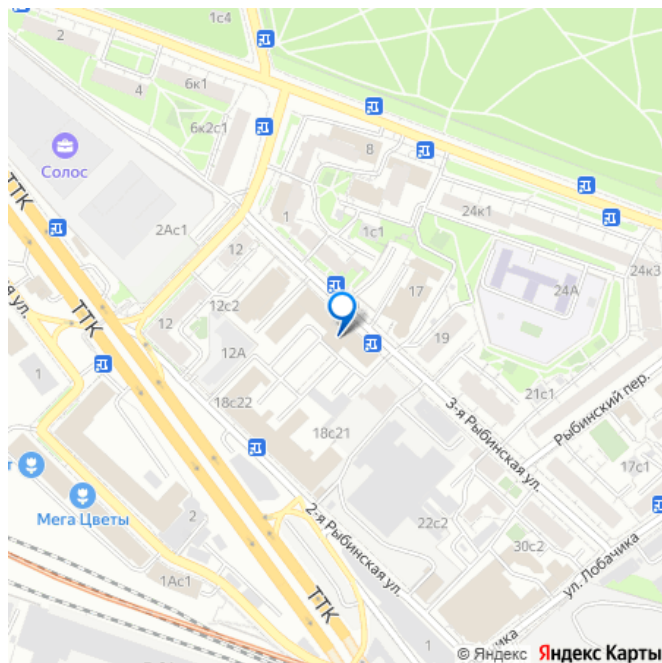 1с4
2
4
6к1
6к2с1
8
Солос
ТТК
2Ас1
1
1с1
24к1
24А
24к3
12
12с2
17
я ул.
ТТК
12
12А
19
21с1
Рыбинский пер.
1
18с22
3-я Рыбинская ул.
18с21
17с1
т
Мега Цветы
2
2-я Рыбинская ул.
22с2
30с2
ул. Лобачика
1Ас1
ТТК
1
ика
© Яндекс Яндекс Карты